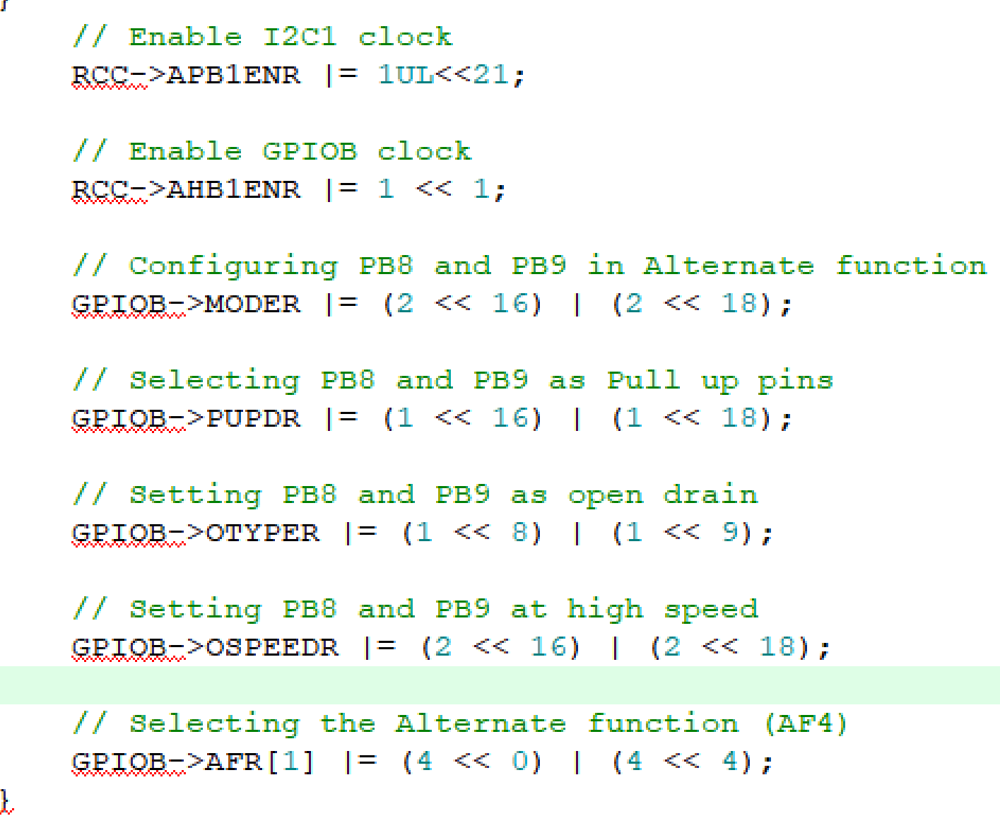 }
// Enable I2C1 clock
RCC->APB1ENR |= 1UL<<21;
// Enable GPIOB clock
RCC->AHB1ENR |= 1 << 1;
// Configuring PB8 and PB9 in Alternate function
GPIOB->MODER |= (2 << 16) | (2 << 18);
// Selecting PB8 and PB9 as Pull up pins
GPIOB->PUPDR |= (1 << 16) | (1 << 18);
// Setting PB8 and PB9 as open drain
GPIOB->OTYPER |= (1 << 8) | (1 << 9);
// Setting PB8 and PB9 at high speed
GPIOB->OSPEEDR |= (2 << 16) | (2 << 18);
// Selecting the Alternate function (AF4)
GPIOB->AFR[1] |= (4 << 0) | (4 << 4);
}